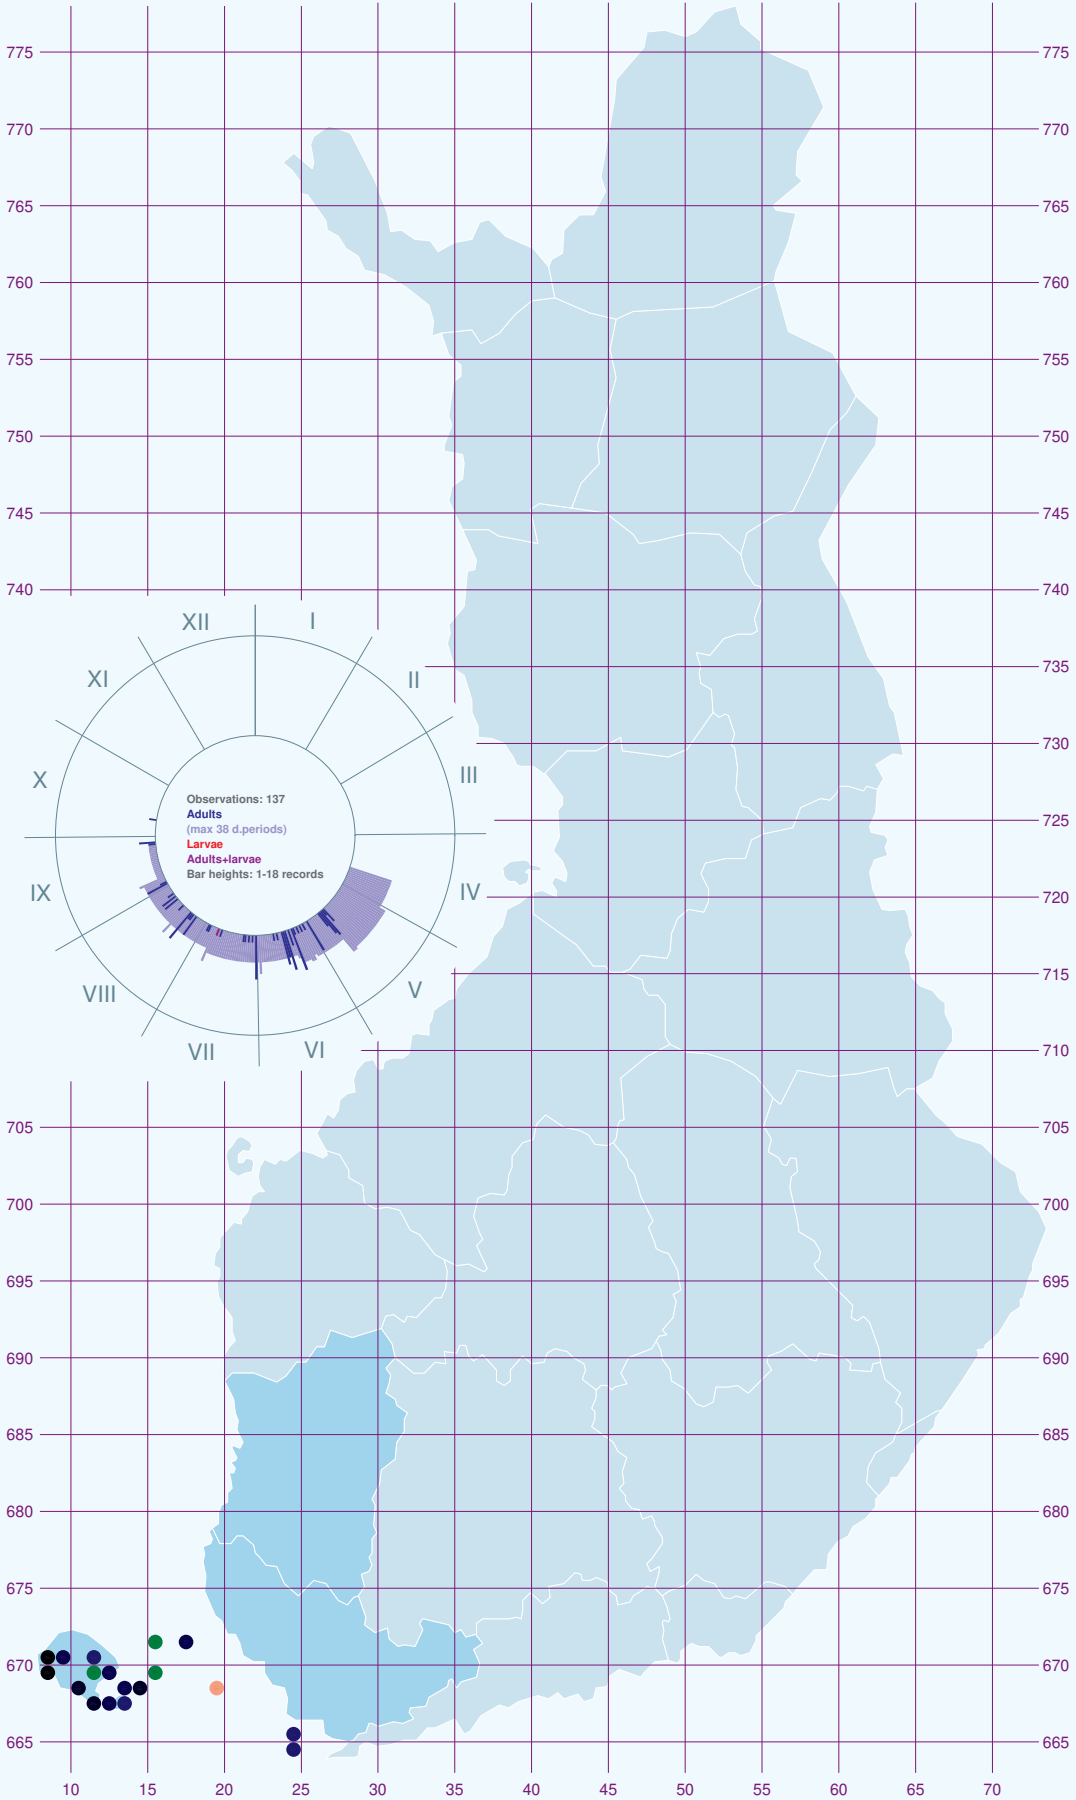 775 775
770 770
765 765
760 760
755 755
750 750
745 745
740 740
XII I
735
XI II
730
III
X
Observations: 137
Adults
725
(max 38 d.periods)
Larvae
Adults+larvae
Bar heights: 1-18 records
IX IV
720
VIII V
715
VII VI
710
705 705
700 700
695 695
690 690
685 685
680 680
675 675
670 670
665 665
10 15 20 25 30 35 40 45 50 55 60 65 70